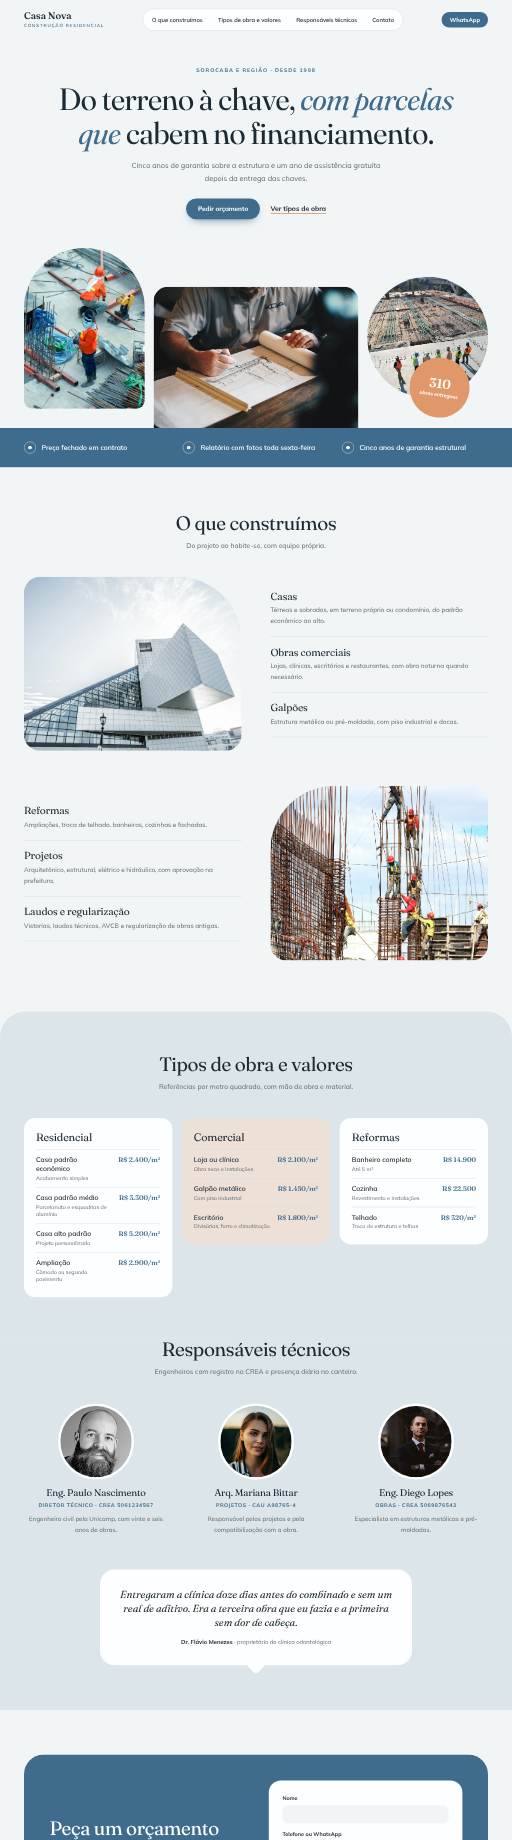 Casa Nova
CONSTRUÇÃO RESIDENCIAL
O que construímos
Tipos de obra e valores
Responsáveis técnicos
Contato
WhatsApp
SOROCABA E REGIÃO · DESDE 1998
Do terreno à chave, com parcelas
que cabem no financiamento.
Cinco anos de garantia sobre a estrutura e um ano de assistência gratuita
depois da entrega das chaves.
Pedir orçamento
Ver tipos de obra
310
obras entregues
Preço fechado em contrato
Relatório com fotos toda sexta-feira
Cinco anos de garantia estrutural
O que construímos
Do projeto ao habite-se, com equipe própria.
Casas
Térreas e sobrados, em terreno próprio ou condomínio, do padrão
econômico ao alto.
Obras comerciais
Lojas, clínicas, escritórios e restaurantes, com obra noturna quando
necessário.
Galpões
Estrutura metálica ou pré-moldada, com piso industrial e docas.
Reformas
Ampliações, troca de telhado, banheiros, cozinhas e fachadas.
Projetos
Arquitetônico, estrutural, elétrico e hidráulico, com aprovação na
prefeitura.
Laudos e regularização
Vistorias, laudos técnicos, AVCB e regularização de obras antigas.
Tipos de obra e valores
Referências por metro quadrado, com mão de obra e material.
Residencial
Casa padrão
econômico
R$ 2.400/m²
Acabamento simples
Casa padrão médio
R$ 3.300/m²
Porcelanato e esquadrias de
alumínio
Casa alto padrão
R$ 5.200/m²
Projeto personalizado
Ampliação
R$ 2.900/m²
Cômodo ou segundo
pavimento
Comercial
Loja ou clínica
R$ 2.100/m²
Obra seca e instalações
Galpão metálico
R$ 1.450/m²
Com piso industrial
Escritório
R$ 1.800/m²
Divisórias, forro e climatização
Reformas
Banheiro completo
R$ 14.900
Até 5 m²
Cozinha
R$ 22.500
Revestimento e instalações
Telhado
R$ 320/m²
Troca de estrutura e telhas
Responsáveis técnicos
Engenheiros com registro no CREA e presença diária no canteiro.
Eng. Paulo Nascimento
DIRETOR TÉCNICO · CREA 5061234567
Engenheiro civil pela Unicamp, com vinte e seis
anos de obras.
Arq. Mariana Bittar
PROJETOS · CAU A98765-4
Responsável pelos projetos e pela
compatibilização com a obra.
Eng. Diego Lopes
OBRAS · CREA 5069876543
Especialista em estruturas metálicas e pré-
moldadas.
Entregaram a clínica doze dias antes do combinado e sem um
real de aditivo. Era a terceira obra que eu fazia e a primeira
sem dor de cabeça.
Dr. Flávio Menezes · proprietário de clínica odontológica
Peça um orçamento
Nome
Telefone ou WhatsApp